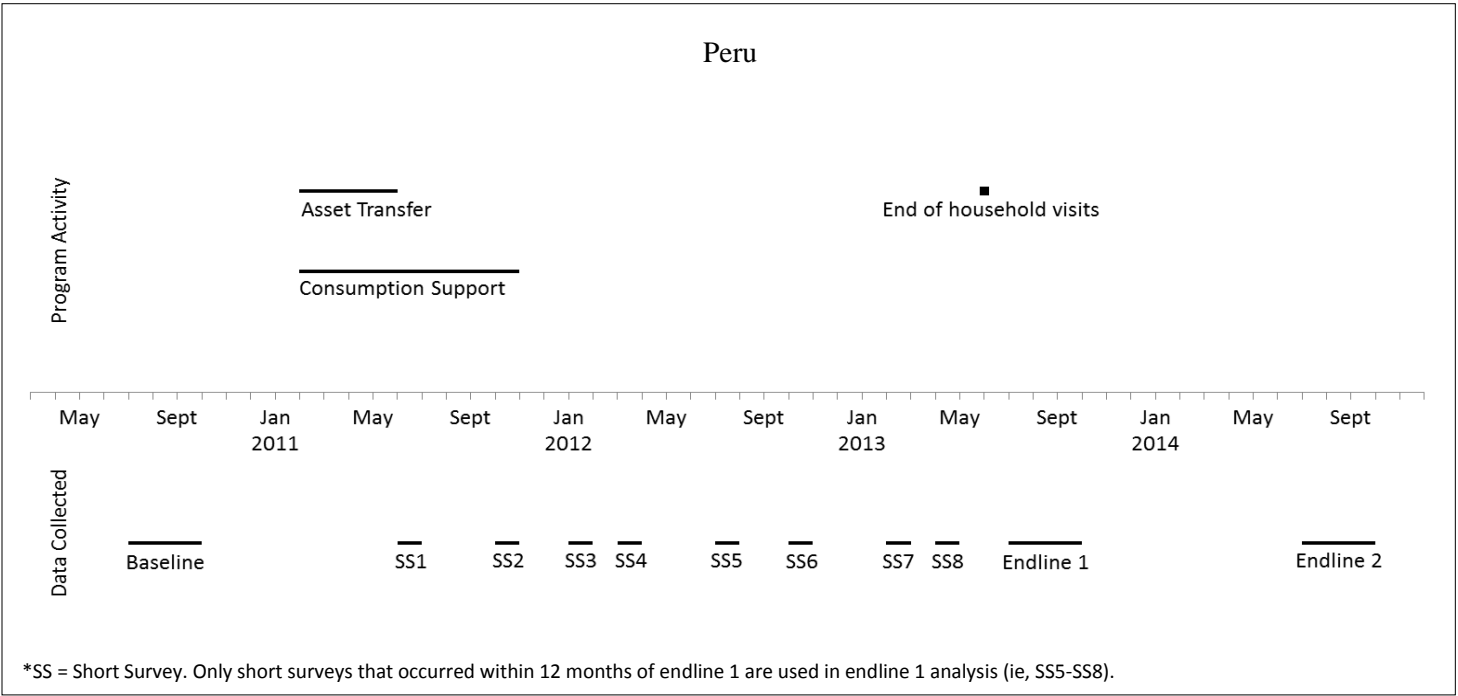 Peru
Program Activity
Asset Transfer
End of household visits
Consumption Support
May Sept Jan May Sept Jan May Sept Jan May Sept Jan May Sept
2011 2012 2013 2014
Data Collected
Baseline SS1 SS2 SS3 SS4 SS5 SS6 SS7 SS8 Endline 1 Endline 2
*SS = Short Survey. Only short surveys that occurred within 12 months of endline 1 are used in endline 1 analysis (ie, SS5-SS8).